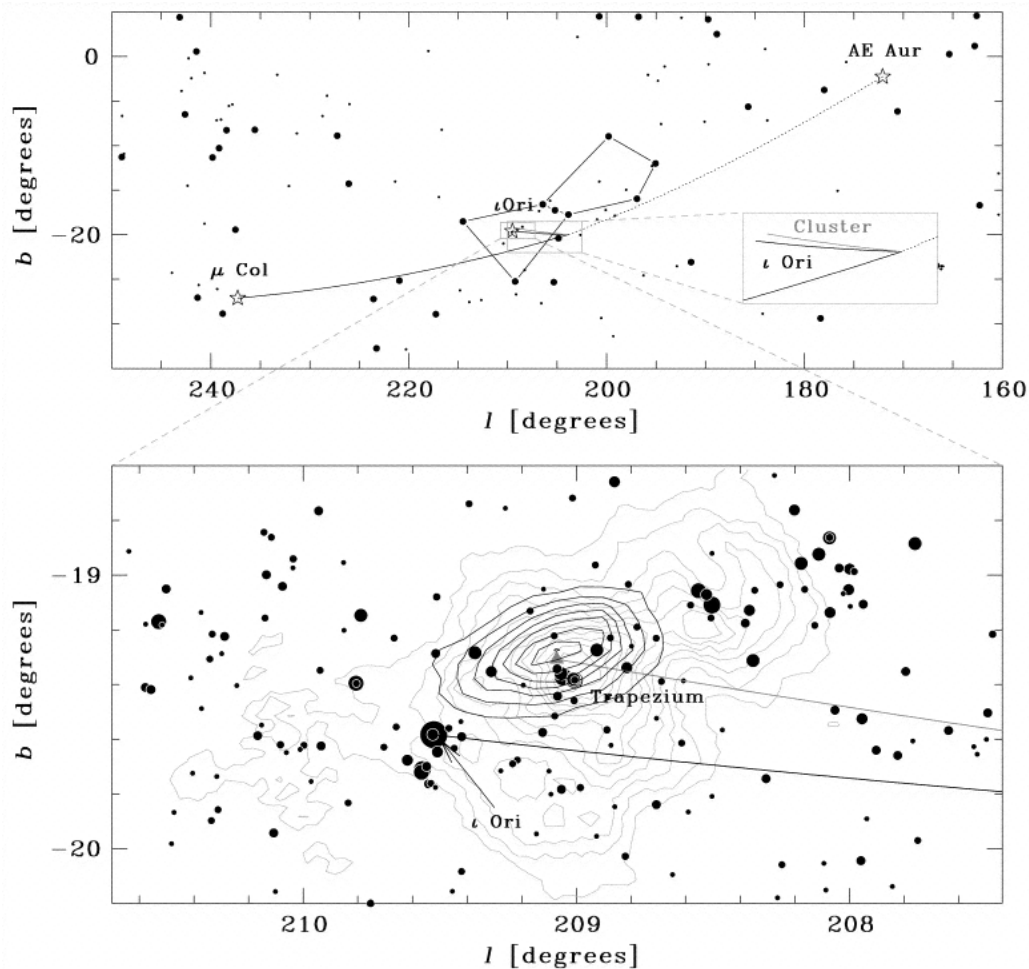 AE Aur
0
ιOri
Cluster
ι Ori
μ Col
−20
b [degrees]
240 220 200 180 160
l [degrees]
−19
Trapezium
ι Ori
−20
b [degrees]
210 209 208
l [degrees]